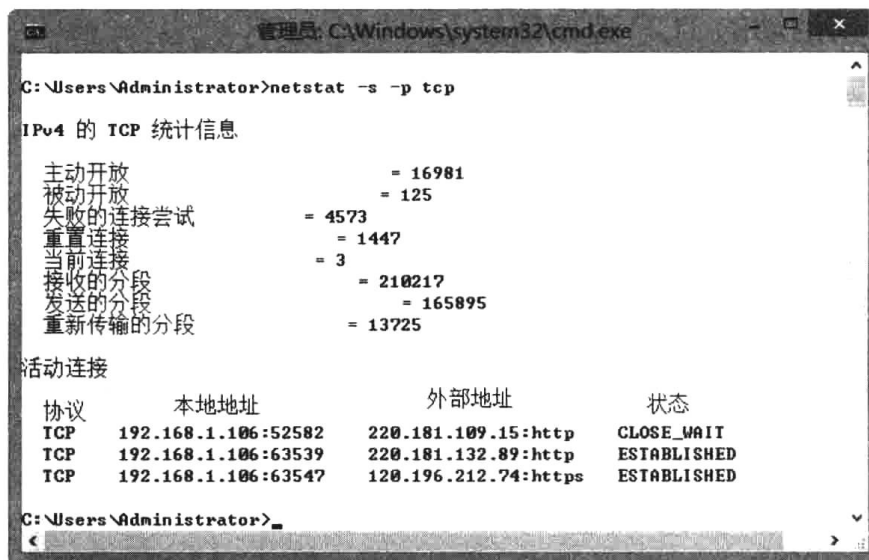 管理员: C:\Windows\system32\cmd.exe
C:\Users\Administrator>netstat -s -p tcp
IPv4 的 TCP 统计信息
主动开放 = 16981
被动开放 = 125
失败的连接尝试 = 4573
重置连接 = 1447
当前连接 = 3
接收的分段 = 210217
发送的分段 = 165895
重新传输的分段 = 13725
活动连接
协议 本地地址 外部地址 状态
TCP 192.168.1.106:52582 220.181.109.15:http CLOSE_WAIT
TCP 192.168.1.106:63539 220.181.132.89:http ESTABLISHED
TCP 192.168.1.106:63547 120.196.212.74:https ESTABLISHED
C:\Users\Administrator>